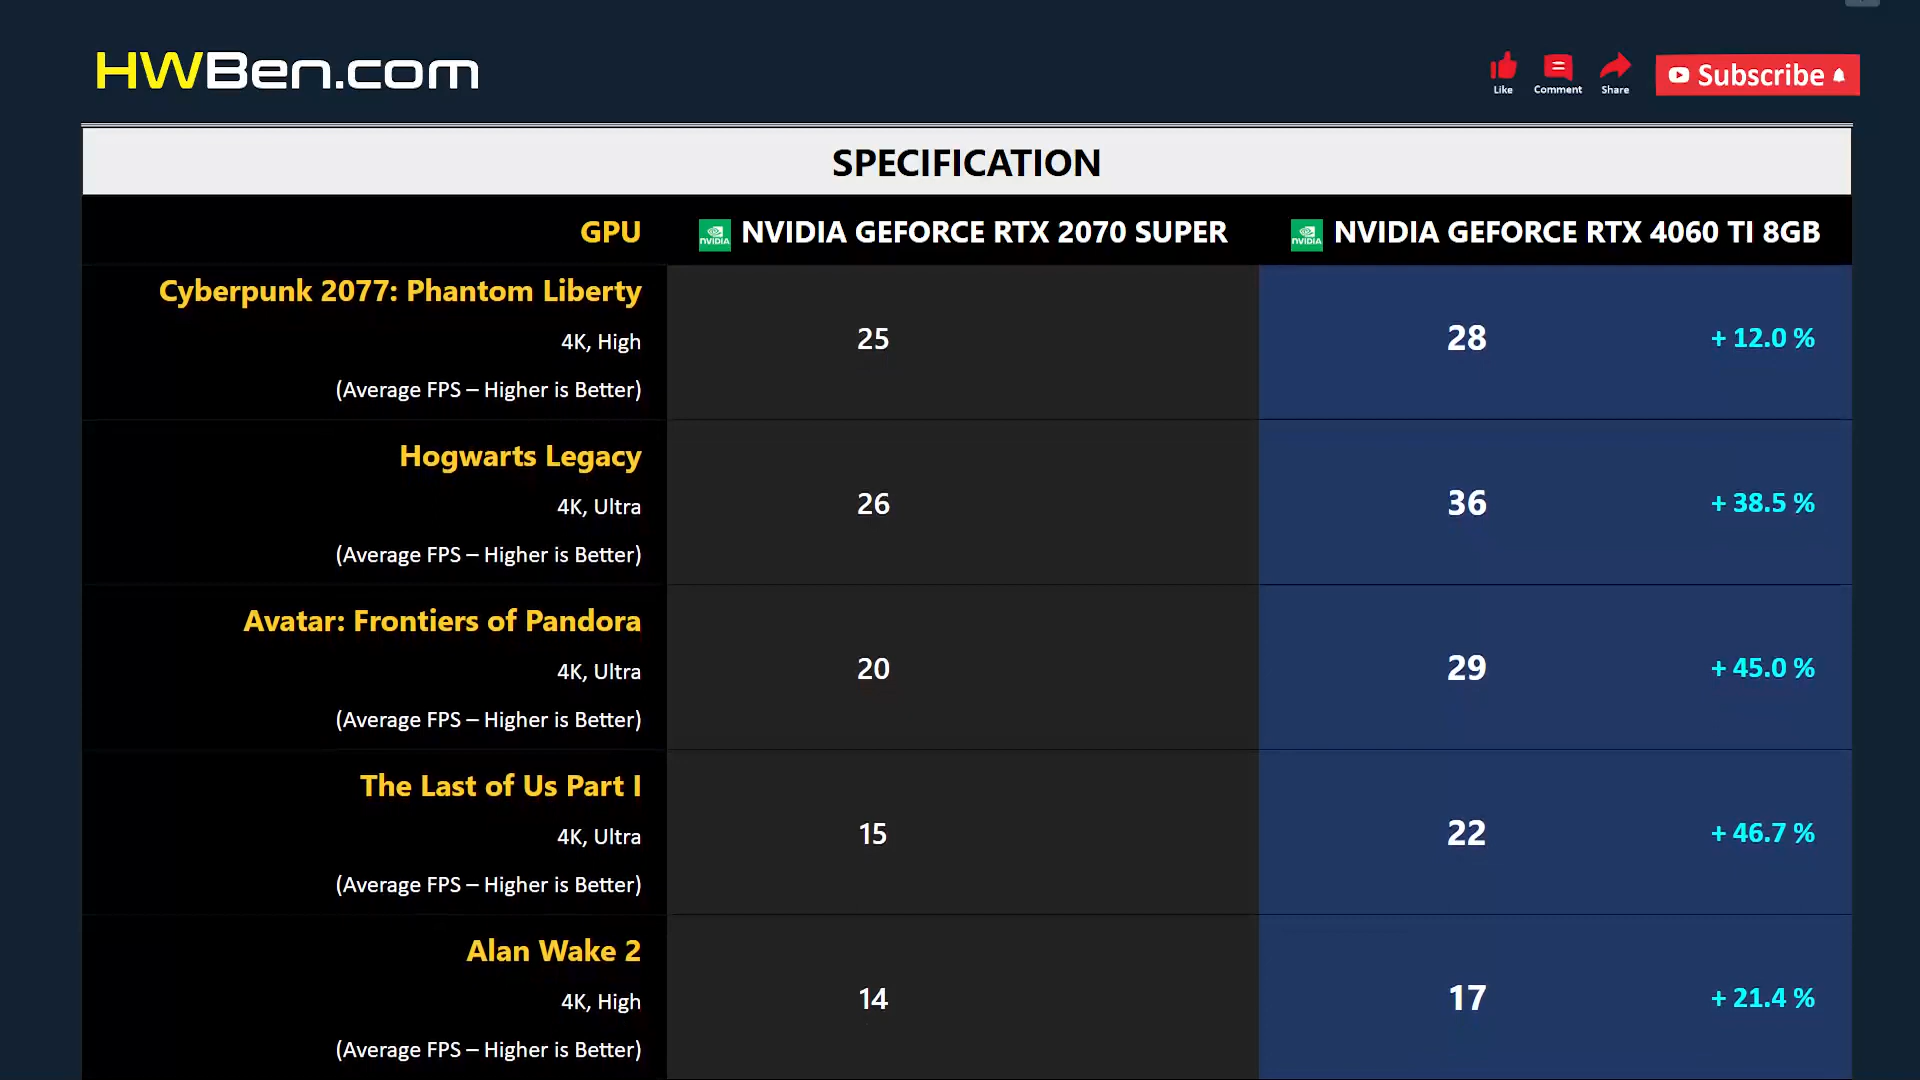 HWBen.com
Like
Comment
Share
Subscribe
SPECIFICATION
GPU
NVIDIA NVIDIA GEFORCE RTX 2070 SUPER
NVIDIA NVIDIA GEFORCE RTX 4060 TI 8GB
Cyberpunk 2077: Phantom Liberty
4K, High
(Average FPS – Higher is Better)
25
28
+ 12.0 %
Hogwarts Legacy
4K, Ultra
(Average FPS – Higher is Better)
26
36
+ 38.5 %
Avatar: Frontiers of Pandora
4K, Ultra
(Average FPS – Higher is Better)
20
29
+ 45.0 %
The Last of Us Part I
4K, Ultra
(Average FPS – Higher is Better)
15
22
+ 46.7 %
Alan Wake 2
4K, High
(Average FPS – Higher is Better)
14
17
+ 21.4 %